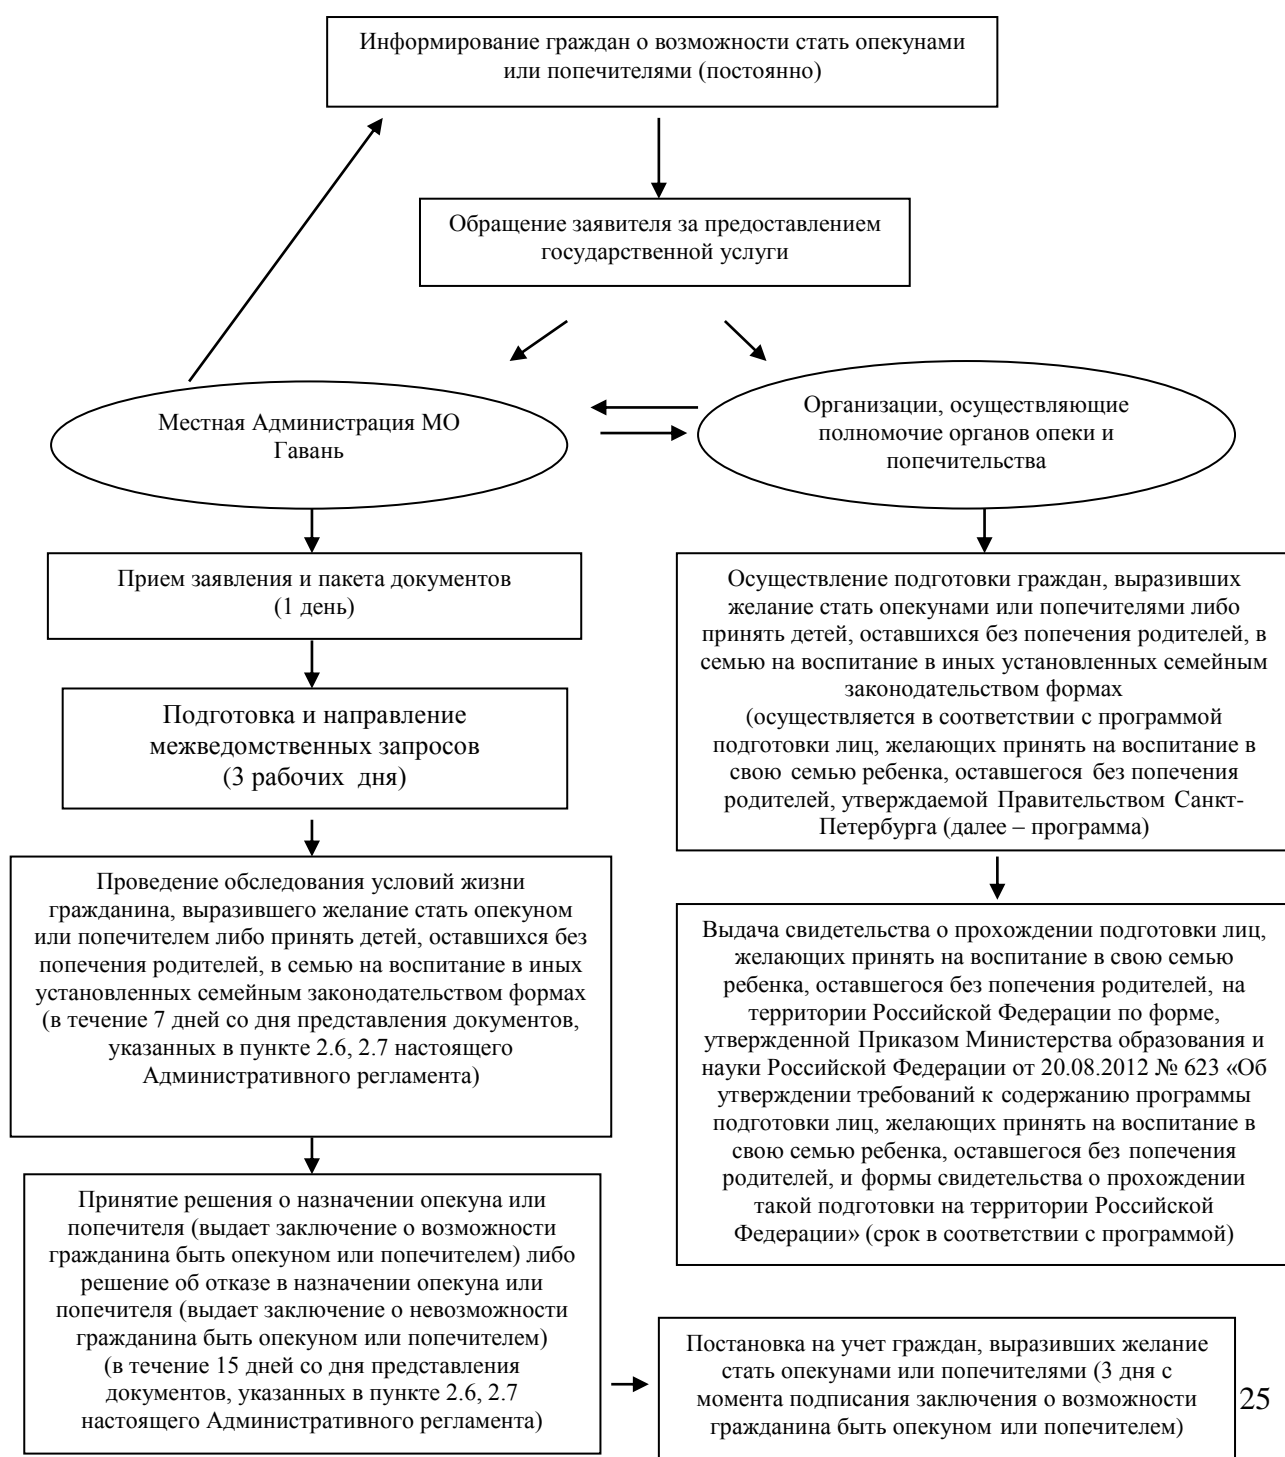 Информирование граждан о возможности стать опекунами
или попечителями (постоянно)
Обращение заявителя за предоставлением
государственной услуги
Местная Администрация МО
Гавань
Организации, осуществляющие
полномочие органов опеки и
попечительства
Прием заявления и пакета документов
(1 день)
Подготовка и направление
межведомственных запросов
(3 рабочих дня)
Проведение обследования условий жизни
гражданина, выразившего желание стать опекуном
или попечителем либо принять детей, оставшихся без
попечения родителей, в семью на воспитание в иных
установленных семейным законодательством формах
(в течение 7 дней со дня представления документов,
указанных в пункте 2.6, 2.7 настоящего
Административного регламента)
Принятие решения о назначении опекуна или
попечителя (выдает заключение о возможности
гражданина быть опекуном или попечителем) либо
решение об отказе в назначении опекуна или
попечителя (выдает заключение о невозможности
гражданина быть опекуном или попечителем)
(в течение 15 дней со дня представления
документов, указанных в пункте 2.6, 2.7
настоящего Административного регламента)
Осуществление подготовки граждан, выразивших
желание стать опекунами или попечителями либо
принять детей, оставшихся без попечения родителей, в
семью на воспитание в иных установленных семейным
законодательством формах
(осуществляется в соответствии с программой
подготовки лиц, желающих принять на воспитание в
свою семью ребенка, оставшегося без попечения
родителей, утверждаемой Правительством Санкт-
Петербурга (далее – программа)
Выдача свидетельства о прохождении подготовки лиц,
желающих принять на воспитание в свою семью
ребенка, оставшегося без попечения родителей, на
территории Российской Федерации по форме,
утвержденной Приказом Министерства образования и
науки Российской Федерации от 20.08.2012 № 623 «Об
утверждении требований к содержанию программы
подготовки лиц, желающих принять на воспитание в
свою семью ребенка, оставшегося без попечения
родителей, и формы свидетельства о прохождении
такой подготовки на территории Российской
Федерации» (срок в соответствии с программой)
Постановка на учет граждан, выразивших желание
стать опекунами или попечителями (3 дня с
момента подписания заключения о возможности
гражданина быть опекуном или попечителем)
25